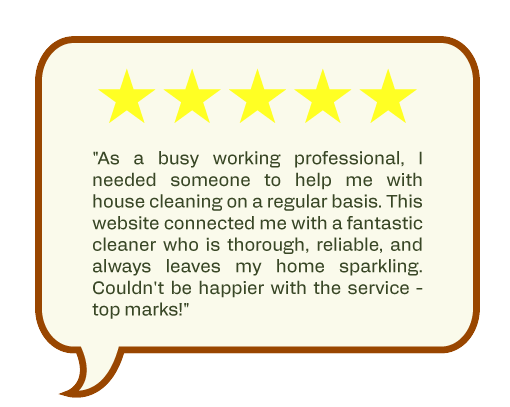 "As a busy working professional, I
needed someone to help me with
house cleaning on a regular basis. This
website connected me with a fantastic
cleaner who is thorough, reliable, and
always leaves my home sparkling.
Couldn't be happier with the service -
top marks!"